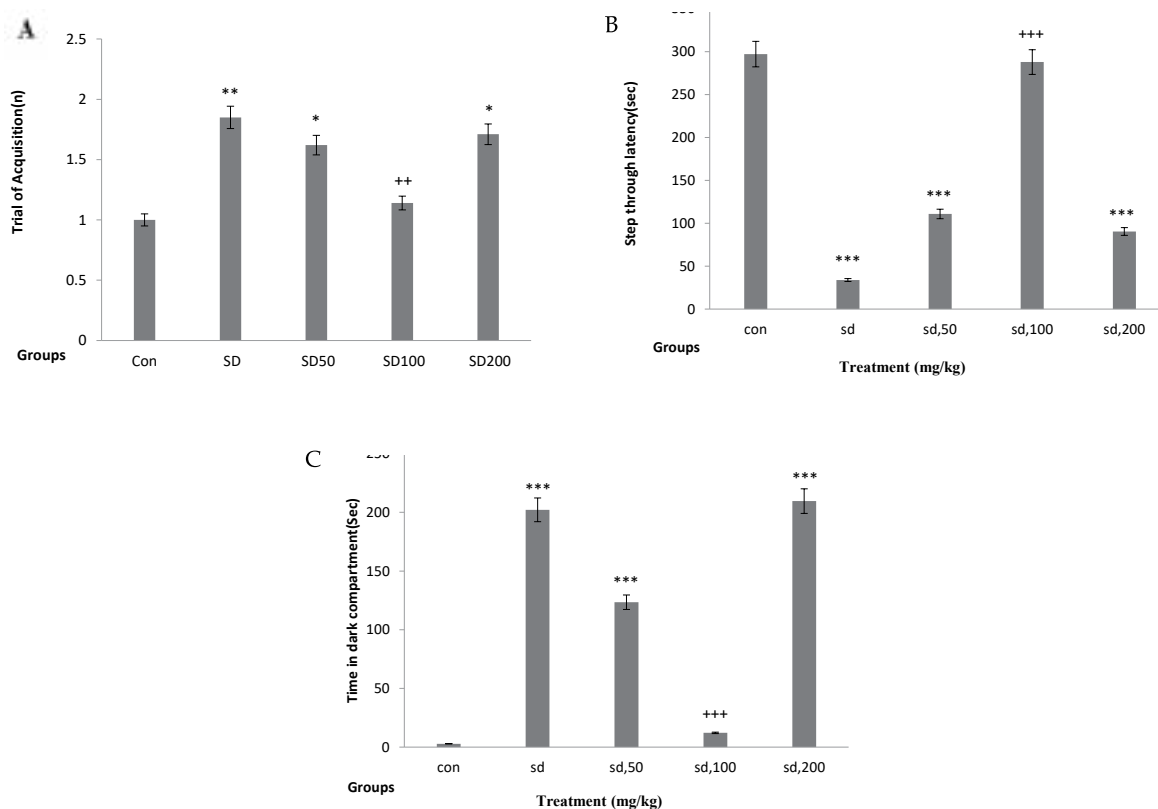 A
2.5
2
1.5
1
0.5
0
Trial of Acquisition(n)
**
*
++
*
Groups
Con SD SD50 SD100 SD200
B
300
250
200
150
100
50
0
Step through latency(sec)
***
***
+++
***
con sd sd,50 sd,100 sd,200
Groups
Treatment (mg/kg)
C
250
200
150
100
50
0
Time in dark compartment(Sec)
***
***
+++
***
con sd sd,50 sd,100 sd,200
Groups
Treatment (mg/kg)